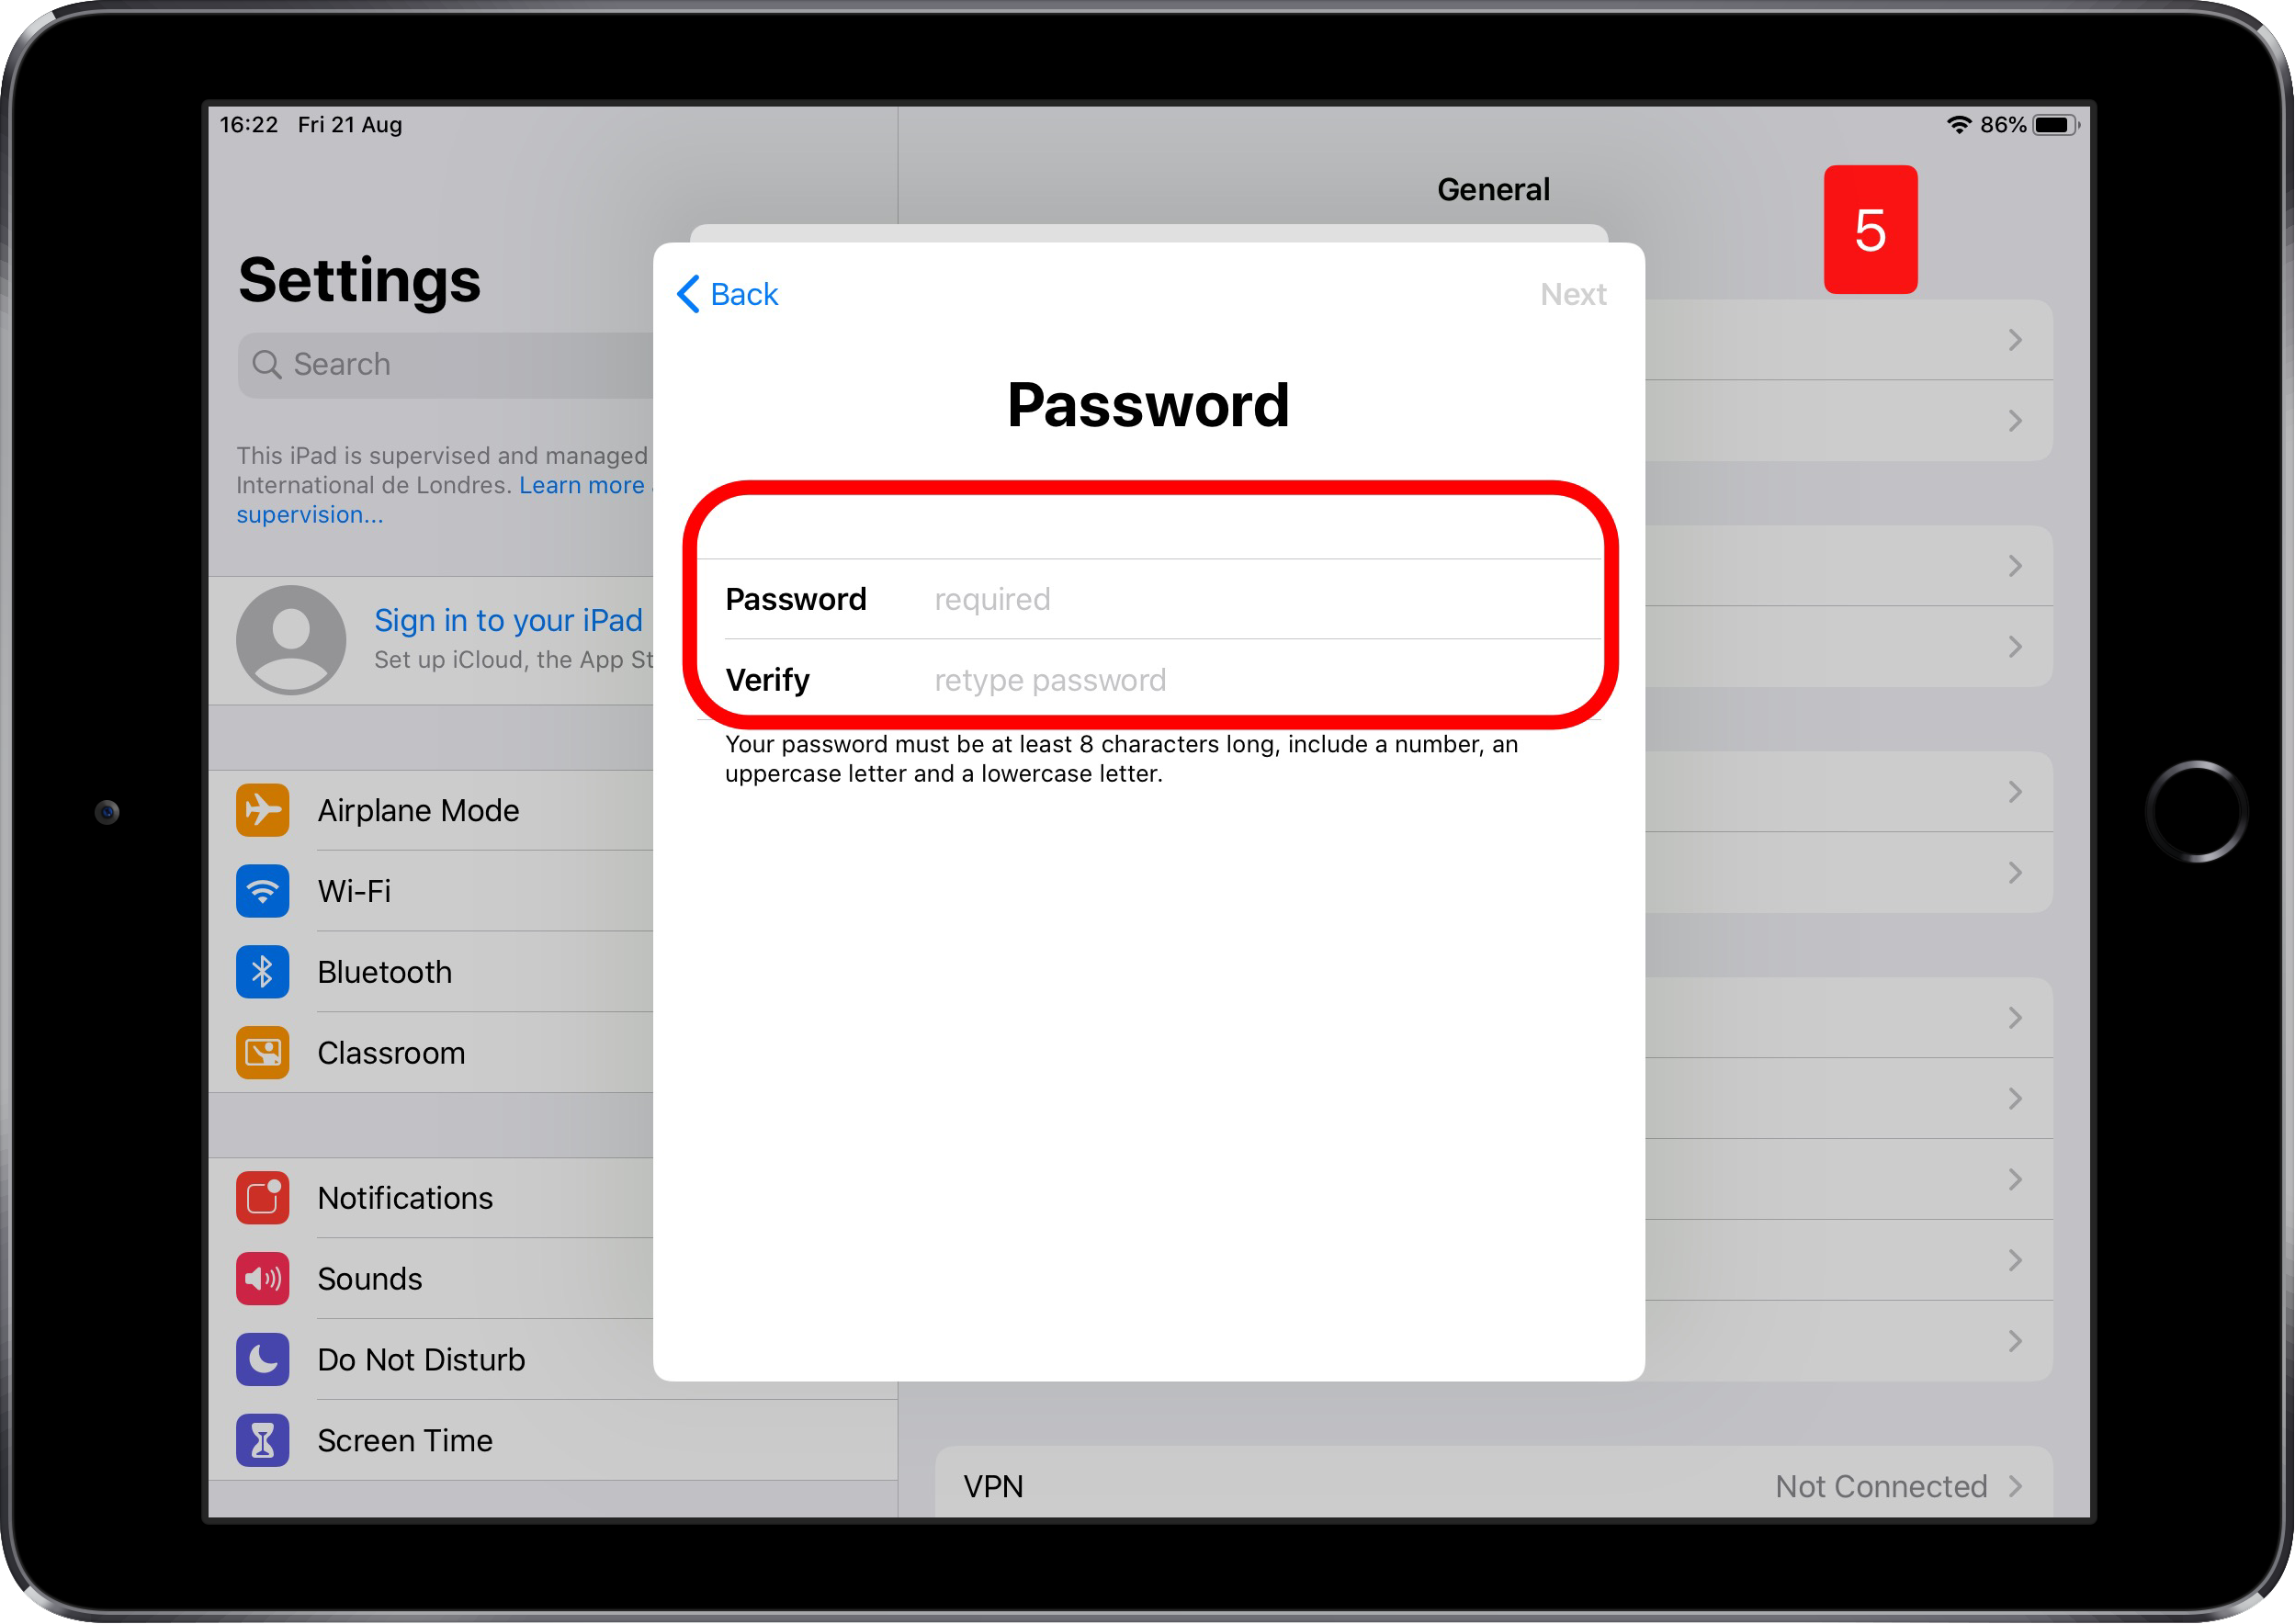 16:22 Fri 21 Aug
86%
General
5
Settings
Search
This iPad is supervised and managed
International de Londres. Learn more
supervision...
Sign in to your iPad
Set up iCloud, the App St
Airplane Mode
Wi-Fi
Bluetooth
Classroom
Notifications
Sounds
Do Not Disturb
Screen Time
Back
Next
Password
Password required
Verify retype password
Your password must be at least 8 characters long, include a number, an
uppercase letter and a lowercase letter.
VPN Not Connected